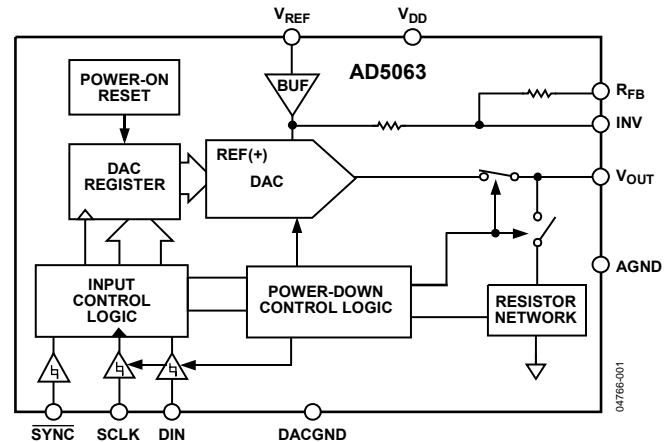 VREF
VDD
AD5063
BUF
POWER-ON
RESET
RFB
INV
REF(+)
DAC
DAC
REGISTER
VOUT
AGND
INPUT
CONTROL
LOGIC
POWER-DOWN
CONTROL LOGIC
RESISTOR
NETWORK
04766-001
SYNC
SCLK
DIN
DACGND